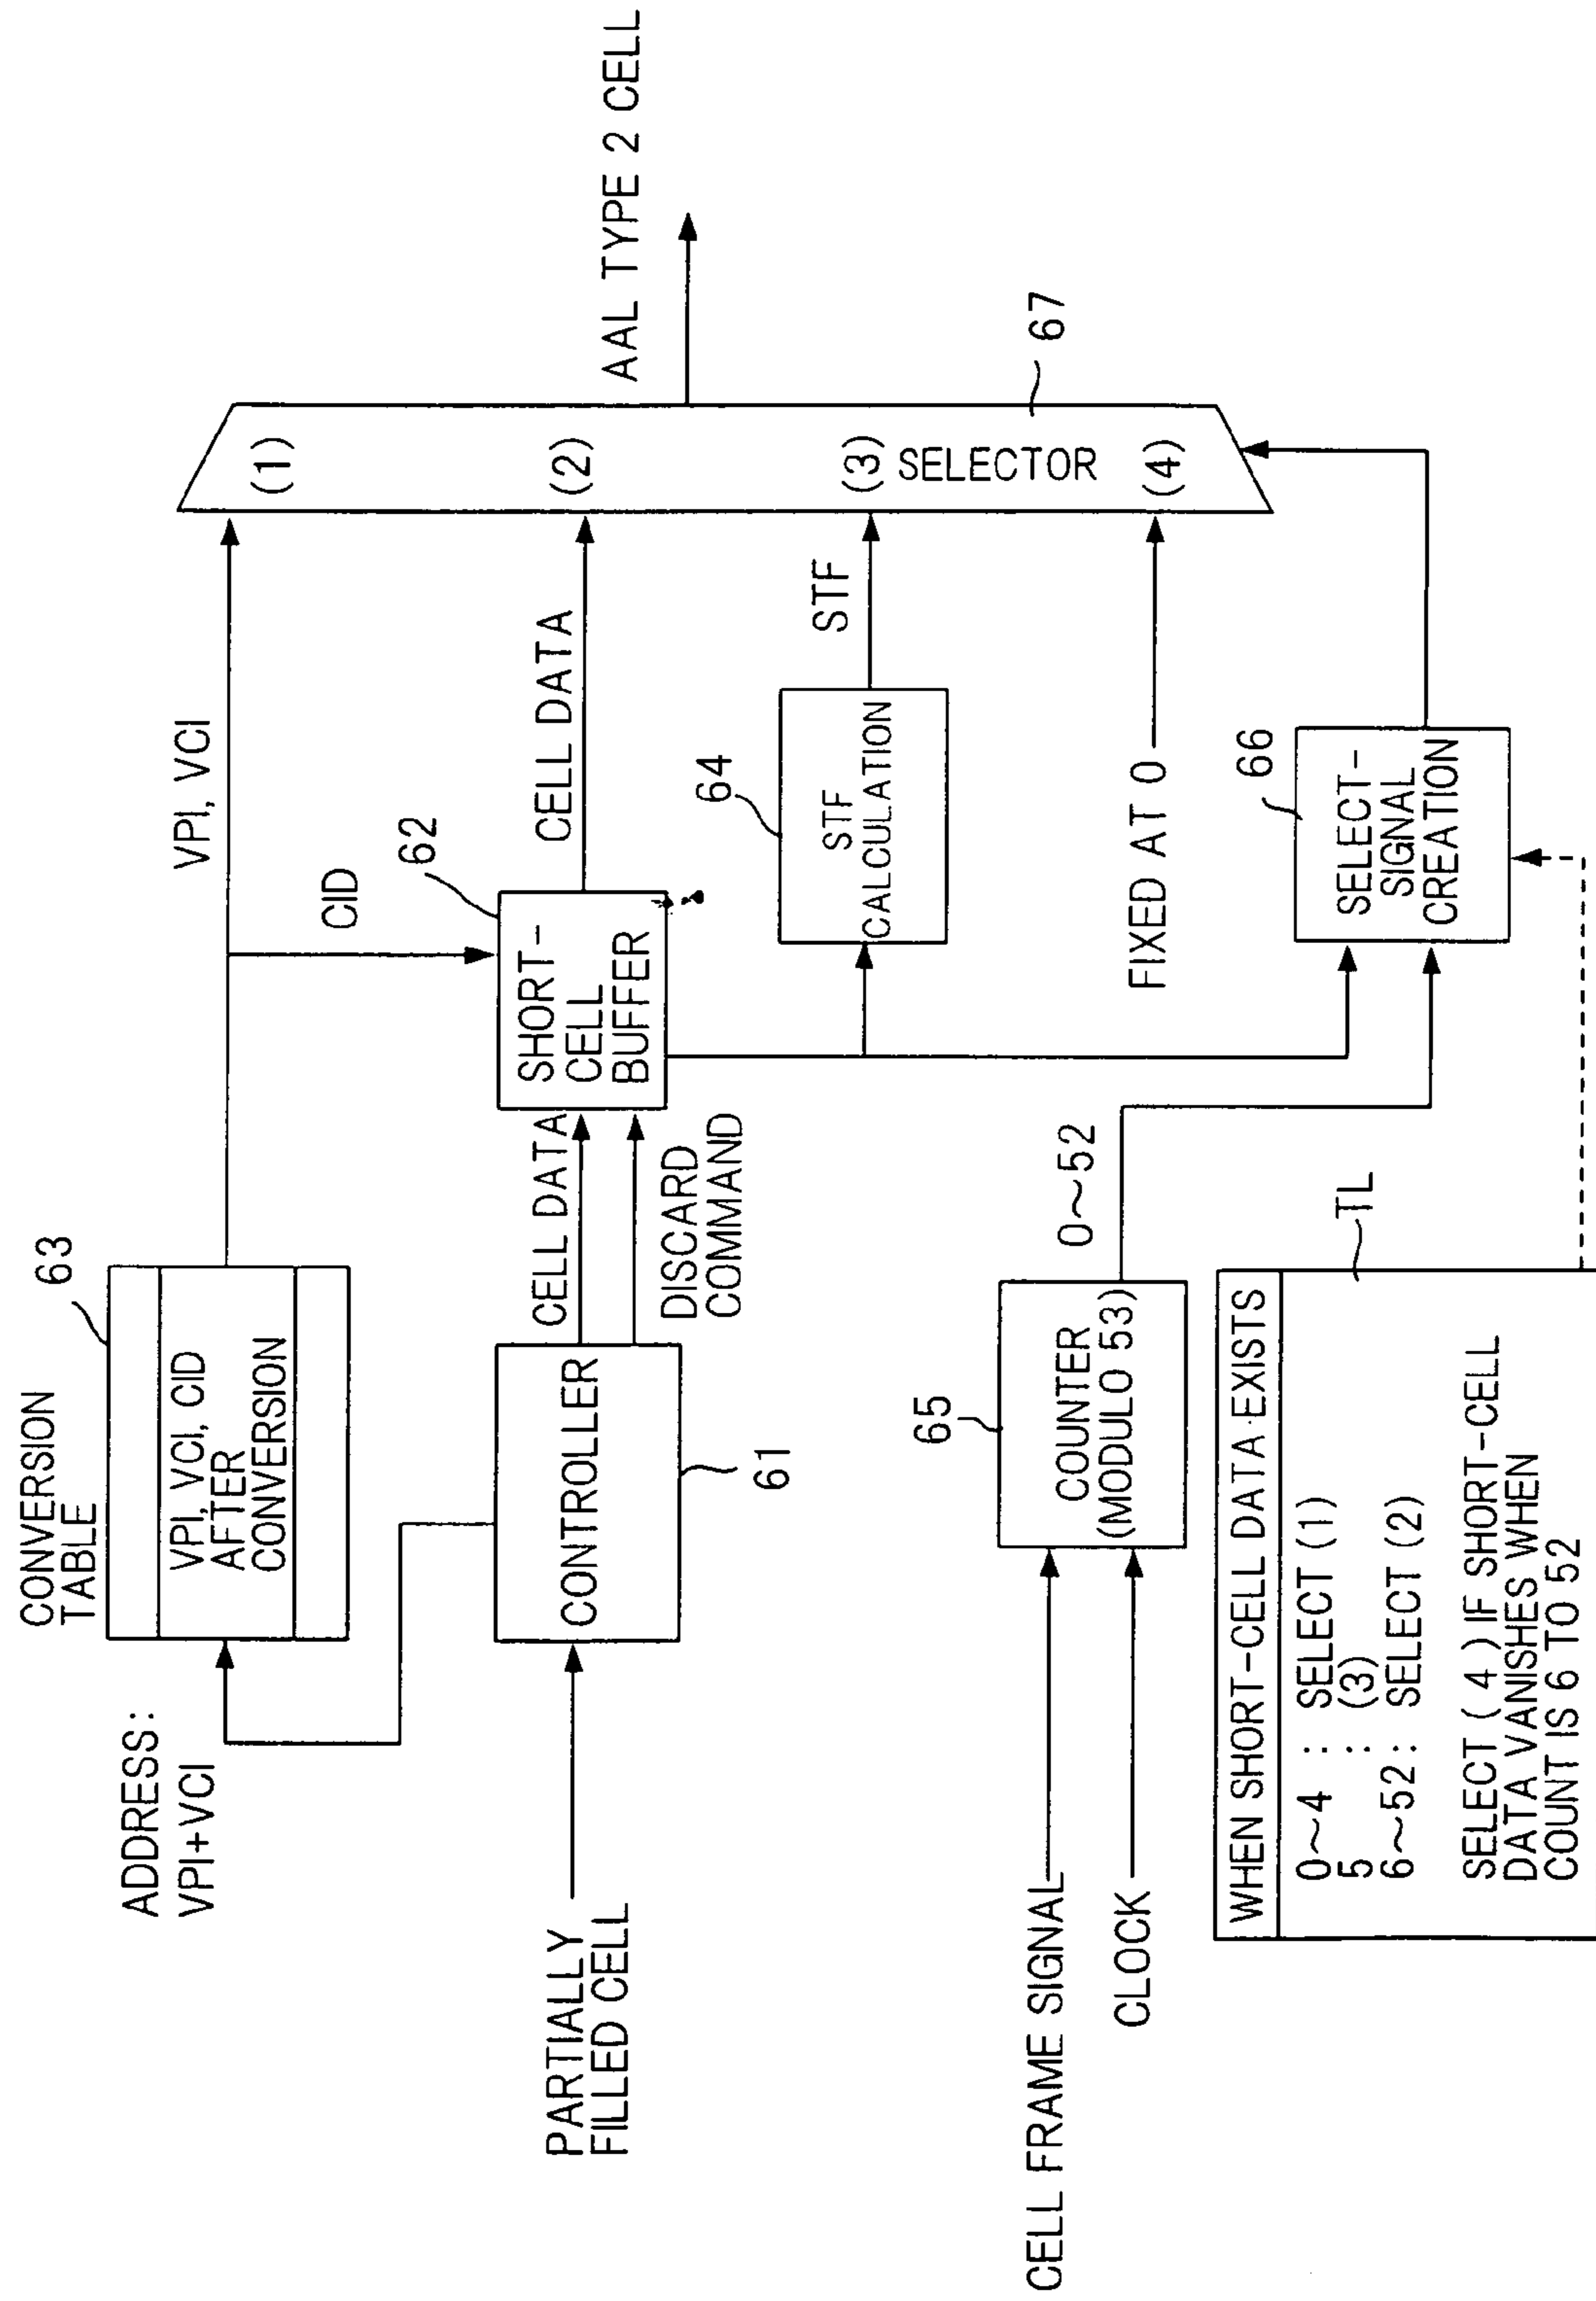 CONVERSION
TABLE
63
ADDRESS:
VPI+VCI
VPI, VCI, CID
AFTER
CONVERSION
VPI, VCI
CID
62
PARTIALLY
FILLED CELL
CONTROLLER
61
CELL DATA
DISCARD
COMMAND
SHORT-
CELL
BUFFER
CELL DATA
(1)
(2)
(3) SELECTOR
(4)
AAL TYPE 2 CELL
67
64
STF
CALCULATION
STF
FIXED AT 0
CELL FRAME SIGNAL
CLOCK
65
COUNTER
(MODULO 53)
0~52
66
SELECT-
SIGNAL
CREATION
WHEN SHORT-CELL DATA EXISTS
0~4 : SELECT (1)
5 : (3)
6~52 : SELECT (2)
SELECT (4) IF SHORT-CELL
DATA VANISHES WHEN
COUNT IS 6 TO 52
TL